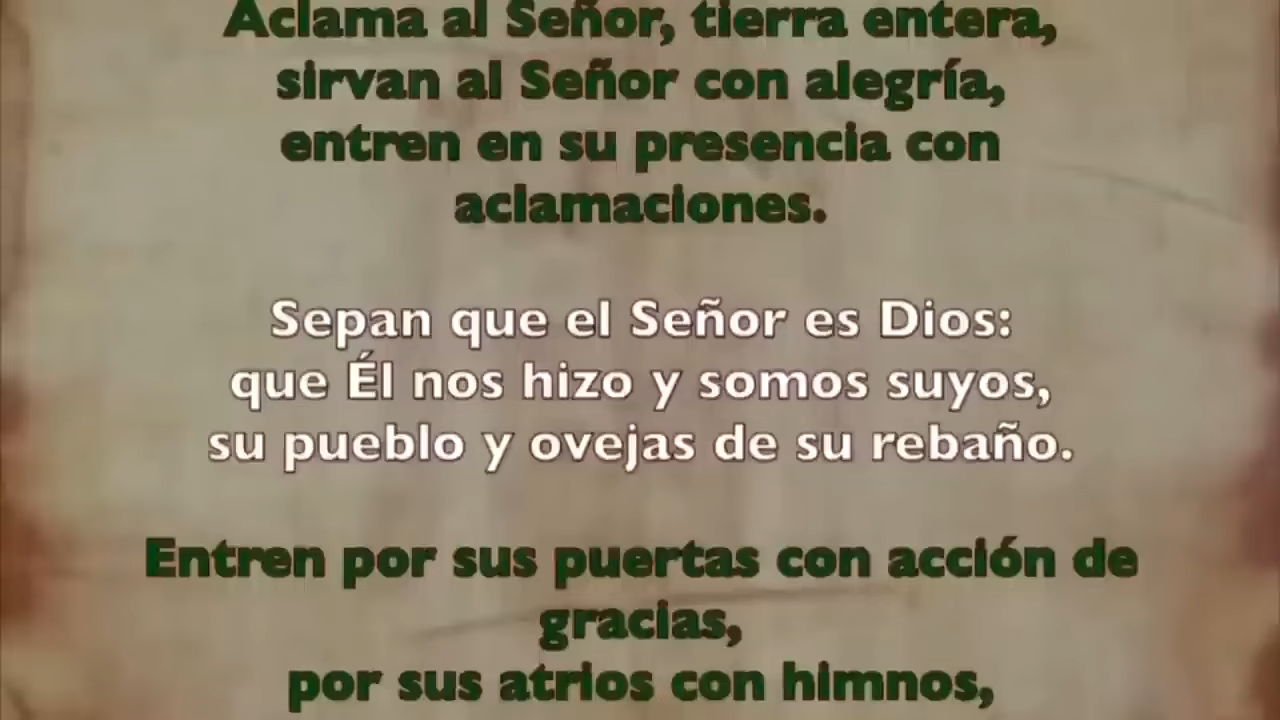 Aclama al Señor, tierra entera,
sirvan al Señor con alegría,
entren en su presencia con
aclamaciones.
Sepan que el Señor es Dios:
que Él nos hizo y somos suyos,
su pueblo y ovejas de su rebaño.
Entren por sus puertas con acción de
gracias,
por sus atrios con himnos,